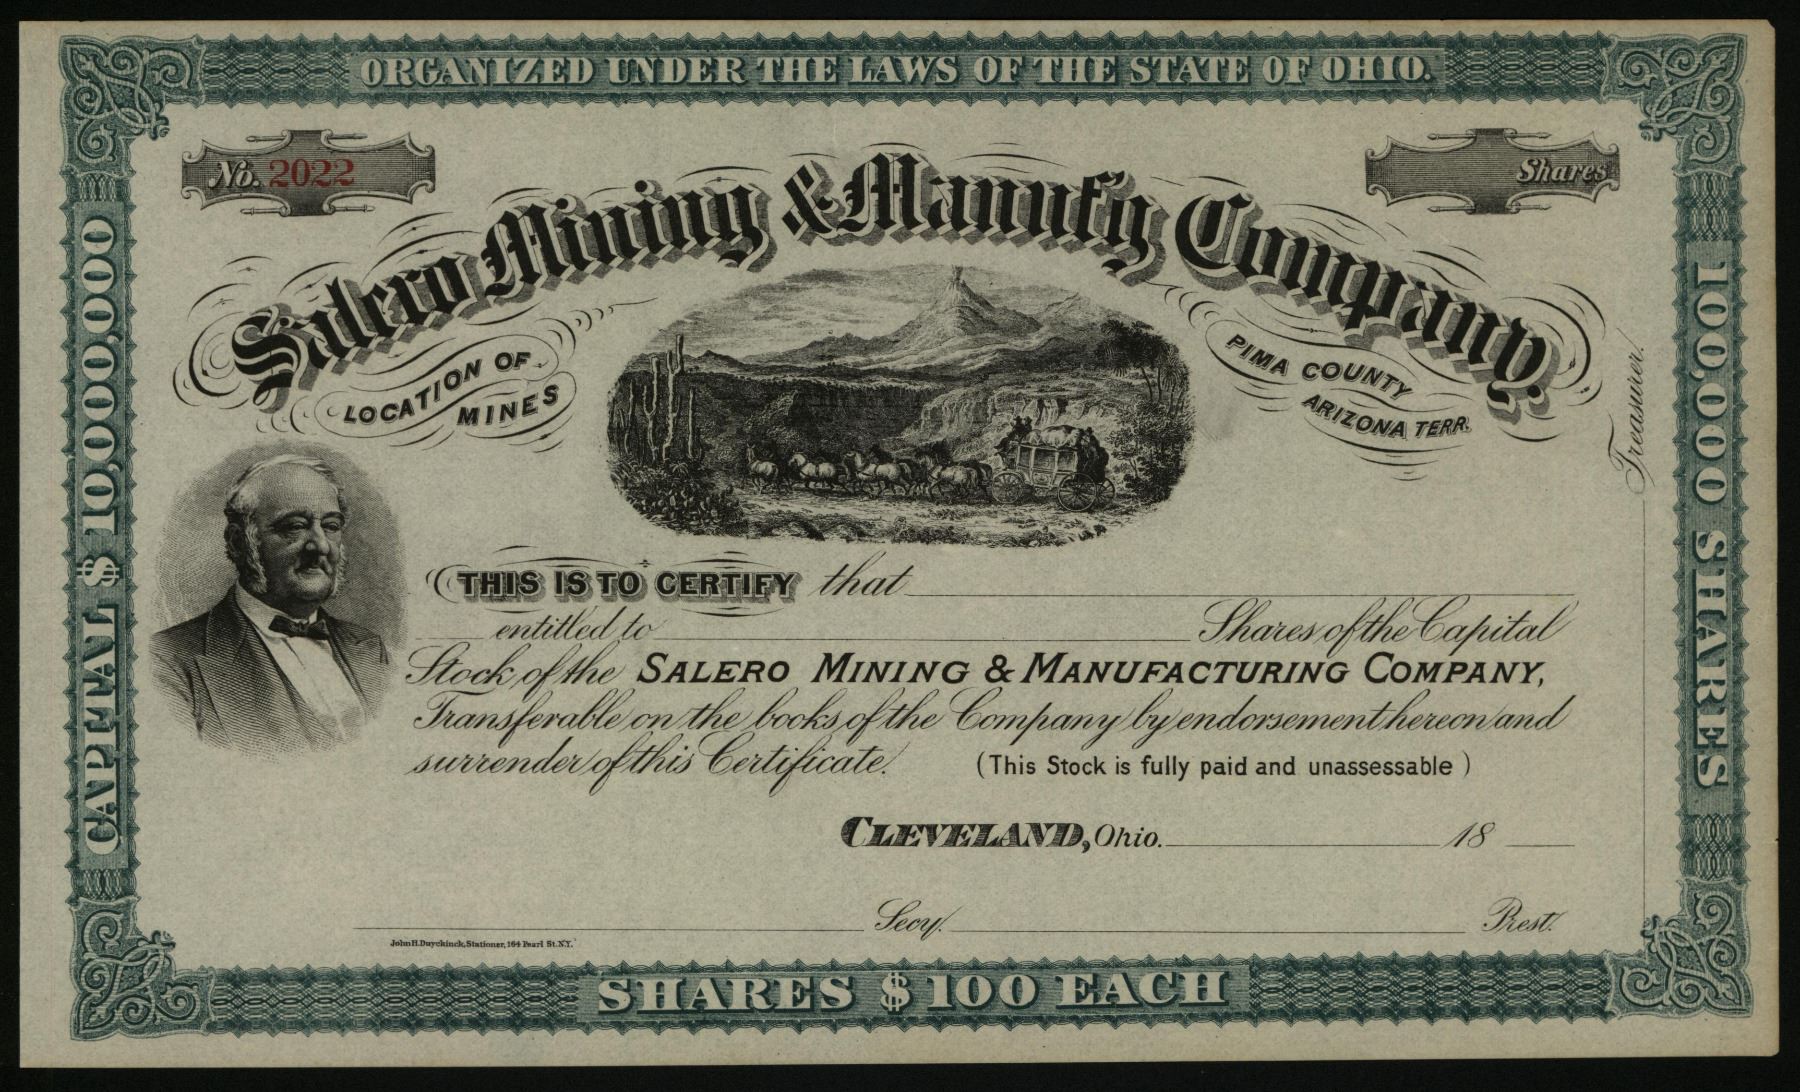 ORGANIZED UNDER THE LAWS OF THE STATE OF OHIO.
No. 2022
Shares
Salero Mining & Manuf'g Company.
LOCATION OF
MINES
PIMA COUNTY
ARIZONA TERR.
CAPITAL $10,000,000
100,000 SHARES
Treasurer.
THIS IS TO CERTIFY that
entitled to Shares of the Capital
Stock of the SALERO MINING & MANUFACTURING COMPANY,
Transferable on the books of the Company by endorsement hereon and
surrender of this Certificate. (This Stock is fully paid and unassessable)
CLEVELAND, Ohio. 18
Secy. Prest.
John H. Duyckinck, Stationer, 164 Pearl St. N.Y.
SHARES $100 EACH